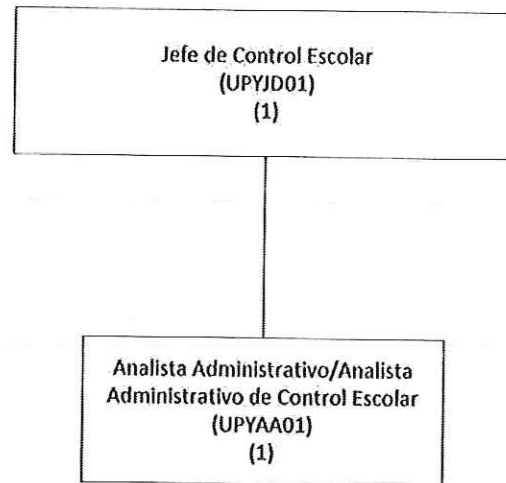 Jefe de Control Escolar
(UPYJD01)
(1)
Analista Administrativo/Analista
Administrativo de Control Escolar
(UPYAA01)
(1)